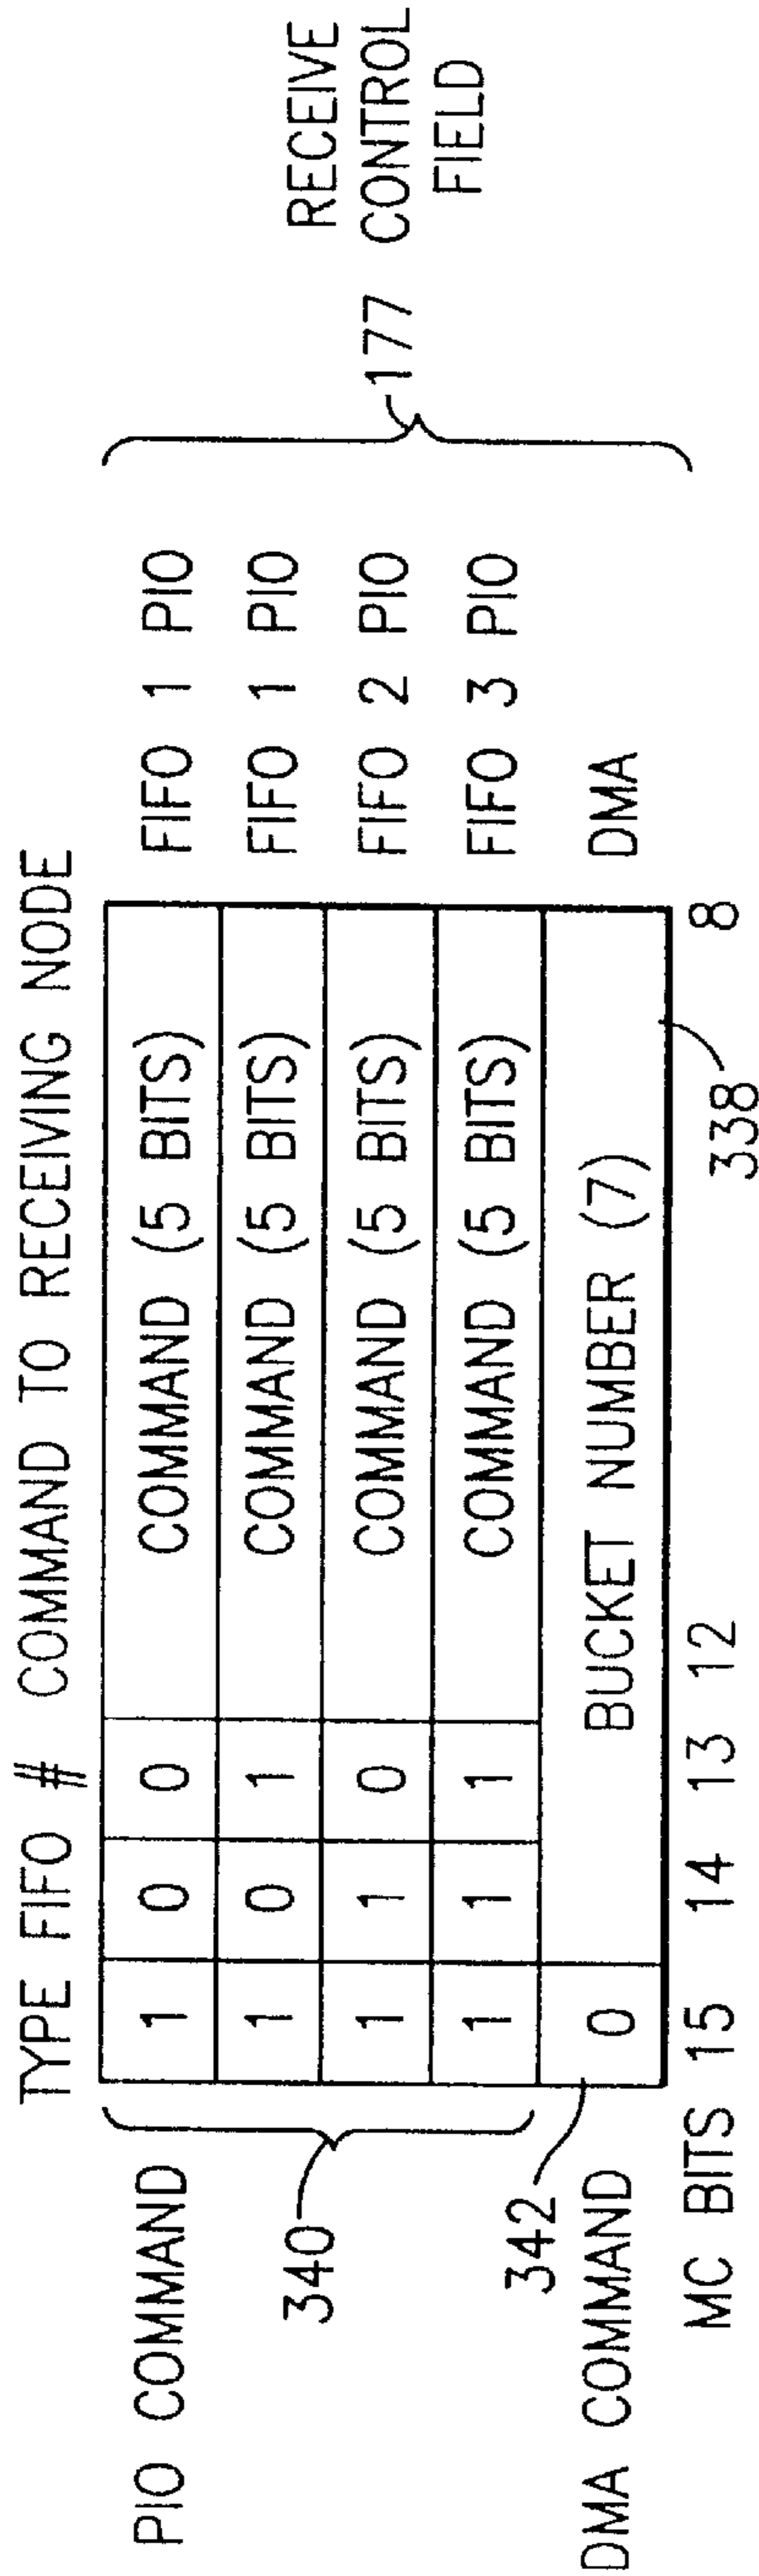 TYPE FIFO # COMMAND TO RECEIVING NODE
PIO COMMAND 1 0 0 COMMAND (5 BITS) FIFO 1 PIO
1 0 1 COMMAND (5 BITS) FIFO 1 PIO
340 1 1 0 COMMAND (5 BITS) FIFO 2 PIO
1 1 1 COMMAND (5 BITS) FIFO 3 PIO
342
DMA COMMAND 0 BUCKET NUMBER (7) DMA
MC BITS 15 14 13 12 8
338
177
RECEIVE
CONTROL
FIELD